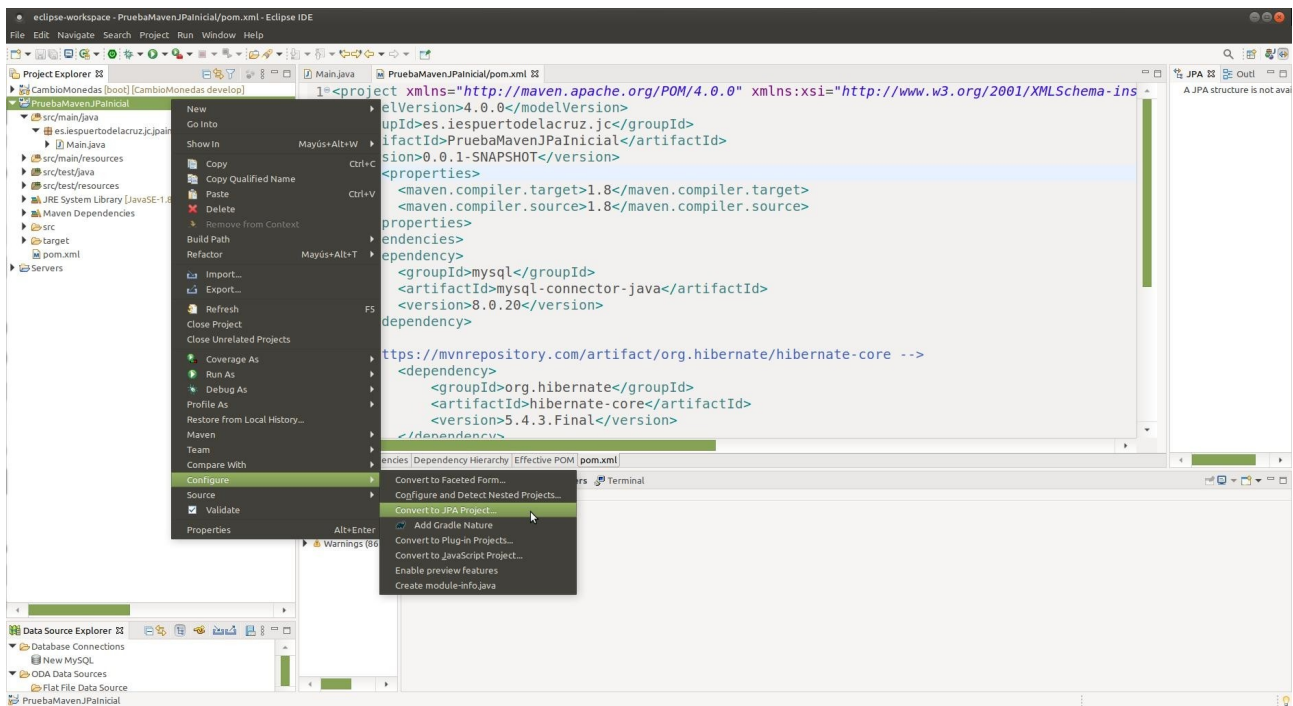 eclipse-workspace - PruebaMavenJPaInicial/pom.xml - Eclipse IDE
File Edit Navigate Search Project Run Window Help
Project Explorer
CambioMonedas [boot] [CambioMonedas develop]
PruebaMavenJPaInicial
src/main/java
es.iespuertodelacruz.jc.jpain
Main.java
src/main/resources
src/test/java
src/test/resources
JRE System Library [JavaSE-1.8
Maven Dependencies
src
target
pom.xml
Servers
New
Go Into
Show In Mayús+Alt+W
Copy Ctrl+C
Copy Qualified Name
Paste Ctrl+V
Delete
Remove from Context
Build Path
Refactor Mayús+Alt+T
Import...
Export...
Refresh F5
Close Project
Close Unrelated Projects
Coverage As
Run As
Debug As
Profile As
Restore from Local History...
Maven
Team
Compare With
Configure
Source
Validate
Properties Alt+Enter
Main.java PruebaMavenJPaInicial/pom.xml
1 <project xmlns="http://maven.apache.org/POM/4.0.0" xmlns:xsi="http://www.w3.org/2001/XMLSchema-ins
elVersion>4.0.0</modelVersion>
upId>es.iespuertodelacruz.jc</groupId>
ifactId>PruebaMavenJPaInicial</artifactId>
sion>0.0.1-SNAPSHOT</version>
<properties>
<maven.compiler.target>1.8</maven.compiler.target>
<maven.compiler.source>1.8</maven.compiler.source>
properties>
endencies>
ependency>
<groupId>mysql</groupId>
<artifactId>mysql-connector-java</artifactId>
<version>8.0.20</version>
dependency>
ttps://mvnrepository.com/artifact/org.hibernate/hibernate-core -->
<dependency>
<groupId>org.hibernate</groupId>
<artifactId>hibernate-core</artifactId>
<version>5.4.3.Final</version>
</dependency>
encies Dependency Hierarchy Effective POM pom.xml
rs Terminal
Convert to Faceted Form...
Configure and Detect Nested Projects...
Convert to JPA Project...
Add Gradle Nature
Convert to Plug-in Projects...
Convert to JavaScript Project...
Enable preview features
Create module-info.java
Warnings (86
JPA Outl
A JPA structure is not avai
Data Source Explorer
Database Connections
New MySQL
ODA Data Sources
Flat File Data Source
PruebaMavenJPaInicial